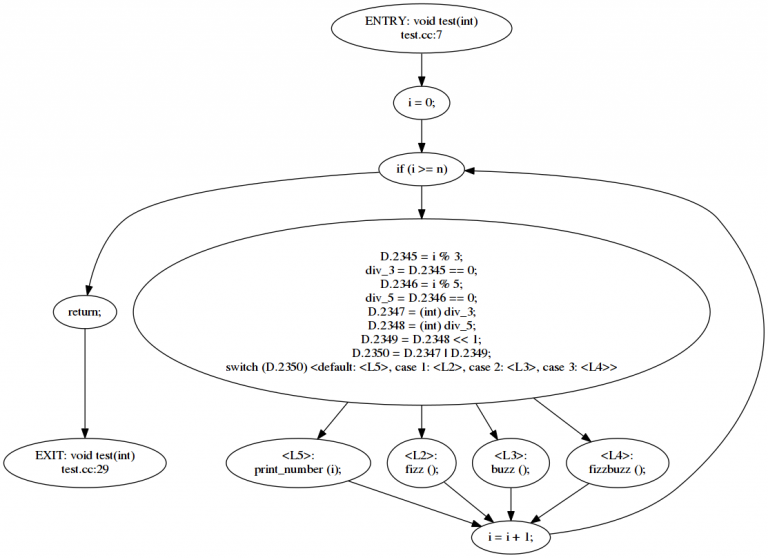 ENTRY: void test(int)
test.cc:7
i = 0;
if (i >= n)
D.2345 = i % 3;
div_3 = D.2345 == 0;
D.2346 = i % 5;
div_5 = D.2346 == 0;
D.2347 = (int) div_3;
D.2348 = (int) div_5;
D.2349 = D.2348 << 1;
D.2350 = D.2347 | D.2349;
switch (D.2350) <default: <L5>, case 1: <L2>, case 2: <L3>, case 3: <L4>>
return;
EXIT: void test(int)
test.cc:29
<L5>:
print_number (i);
<L2>:
fizz ();
<L3>:
buzz ();
<L4>:
fizzbuzz ();
i = i + 1;